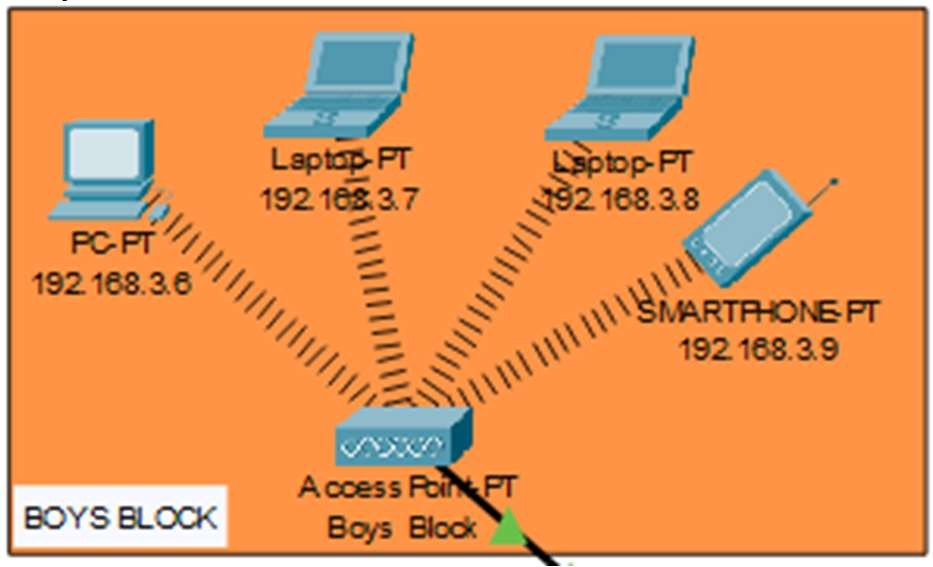 Laptop-PT
192.168.3.7
Laptop-PT
192.168.3.8
PC-PT
192.168.3.6
SMARTPHONE-PT
192.168.3.9
Access Point-PT
Boys Block
BOYS BLOCK